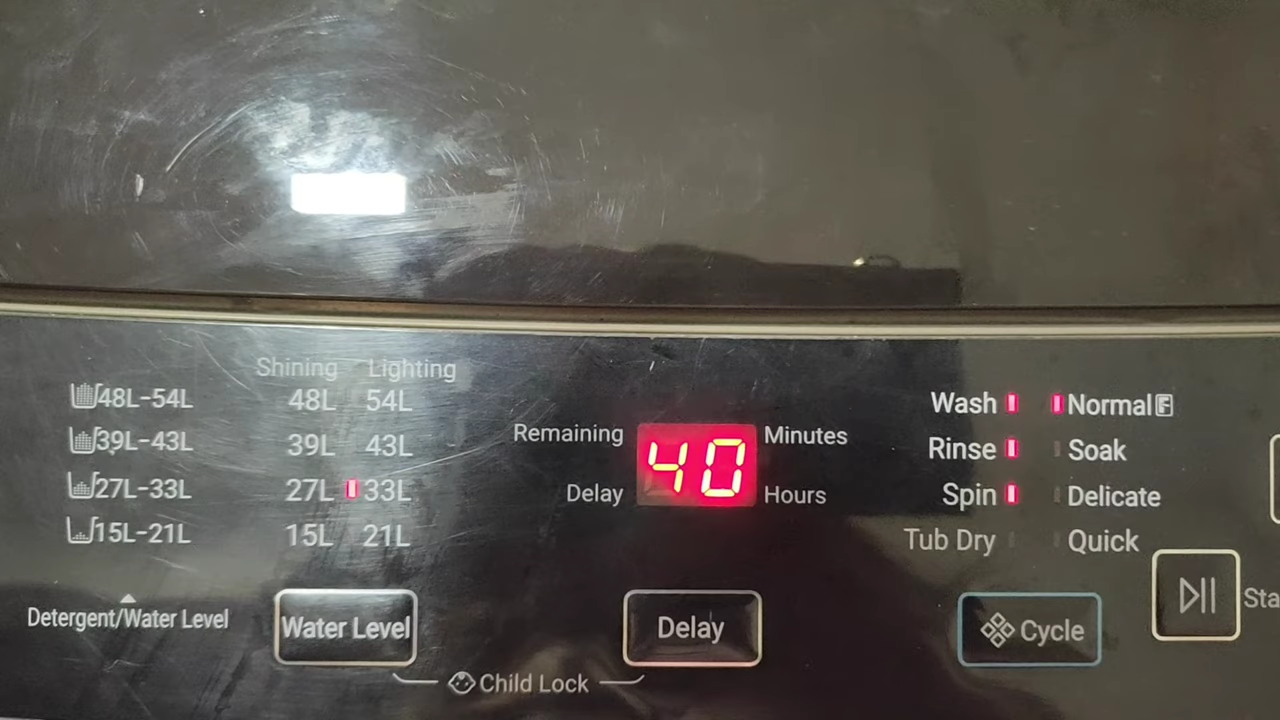 Shining Lighting
48L-54L 48L 54L
39L-43L 39L 43L
27L-33L 27L 33L
15L-21L 15L 21L
Detergent/Water Level
Water Level
Remaining 40 Minutes
Delay Hours
Delay
Child Lock
Wash Normal F
Rinse Soak
Spin Delicate
Tub Dry Quick
Cycle